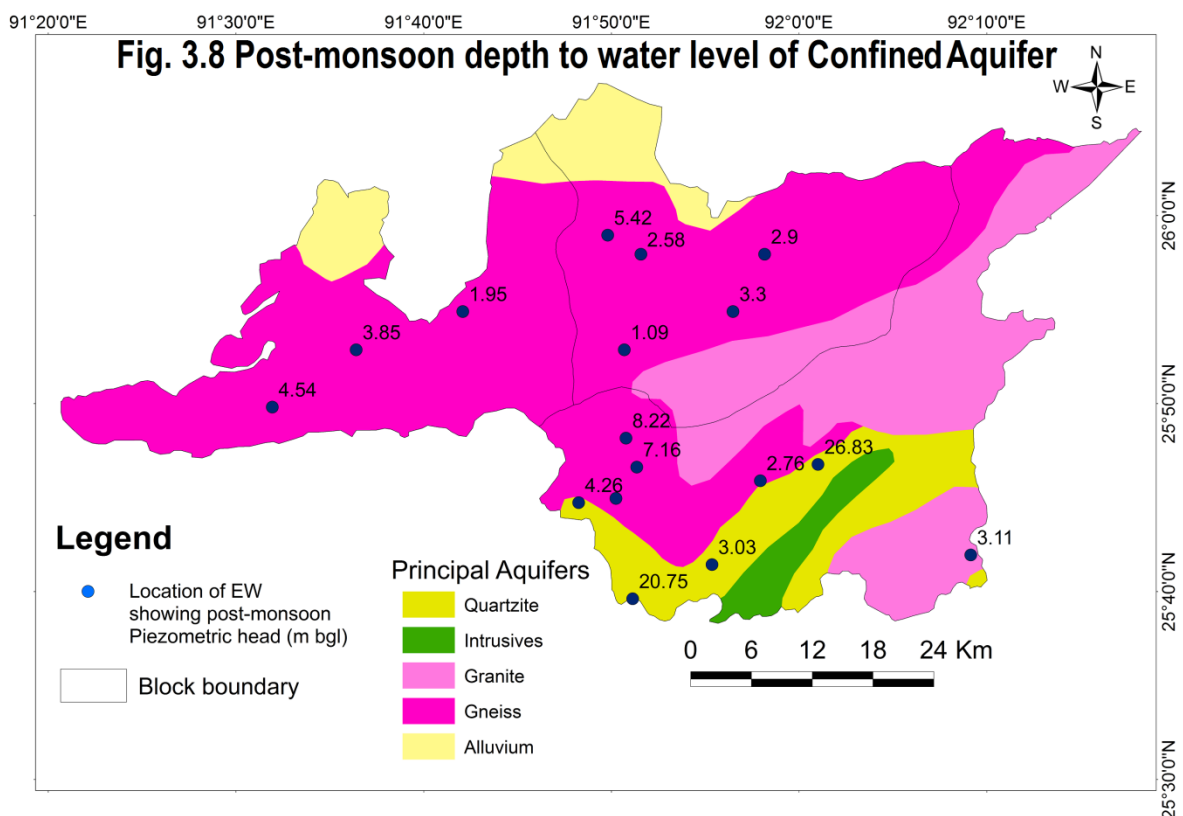 91°20'0"E 91°30'0"E 91°40'0"E 91°50'0"E 92°0'0"E 92°10'0"E
Fig. 3.8 Post-monsoon depth to water level of Confined Aquifer
N
W E
S
26°0'0"N
5.42
2.58
2.9
1.95
3.3
3.85
1.09
4.54
25°50'0"N
8.22
7.16
26.83
2.76
4.26
3.03
3.11
20.75
25°40'0"N
Legend
Location of EW
showing post-monsoon
Piezometric head (m bgl)
Block boundary
Principal Aquifers
Quartzite
Intrusives
Granite
Gneiss
Alluvium
0 6 12 18 24 Km
25°30'0"N